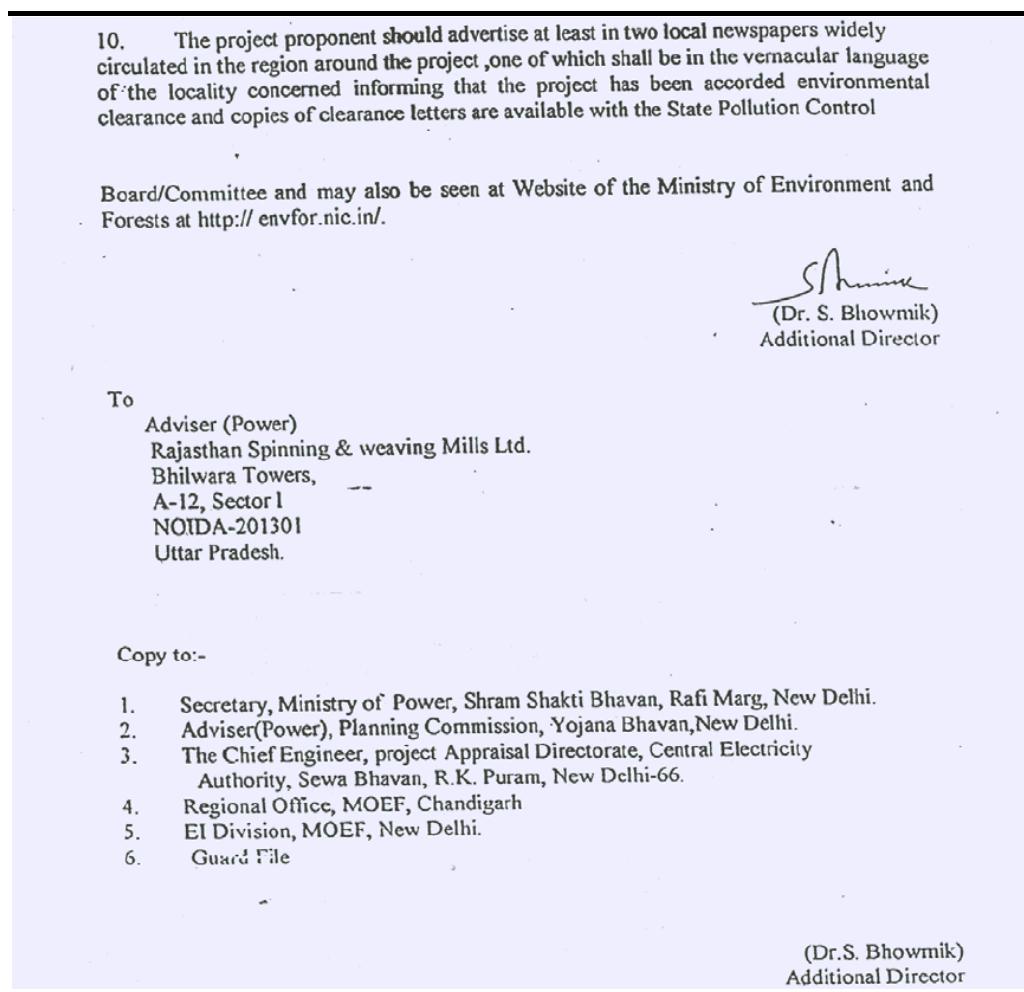 10. The project proponent should advertise at least in two local newspapers widely
circulated in the region around the project ,one of which shall be in the vernacular language
of the locality concerned informing that the project has been accorded environmental
clearance and copies of clearance letters are available with the State Pollution Control
Board/Committee and may also be seen at Website of the Ministry of Environment and
Forests at http:// envfor.nic.in/.
(Dr. S. Bhowmik)
Additional Director
To
Adviser (Power)
Rajasthan Spinning & weaving Mills Ltd.
Bhilwara Towers,
A-12, Sector 1
NOIDA-201301
Uttar Pradesh.
Copy to:-
1. Secretary, Ministry of Power, Shram Shakti Bhavan, Rafi Marg, New Delhi.
2. Adviser(Power), Planning Commission, Yojana Bhavan,New Delhi.
3. The Chief Engineer, project Appraisal Directorate, Central Electricity
Authority, Sewa Bhavan, R.K. Puram, New Delhi-66.
4. Regional Office, MOEF, Chandigarh
5. EI Division, MOEF, New Delhi.
6. Guard File
(Dr.S. Bhowmik)
Additional Director